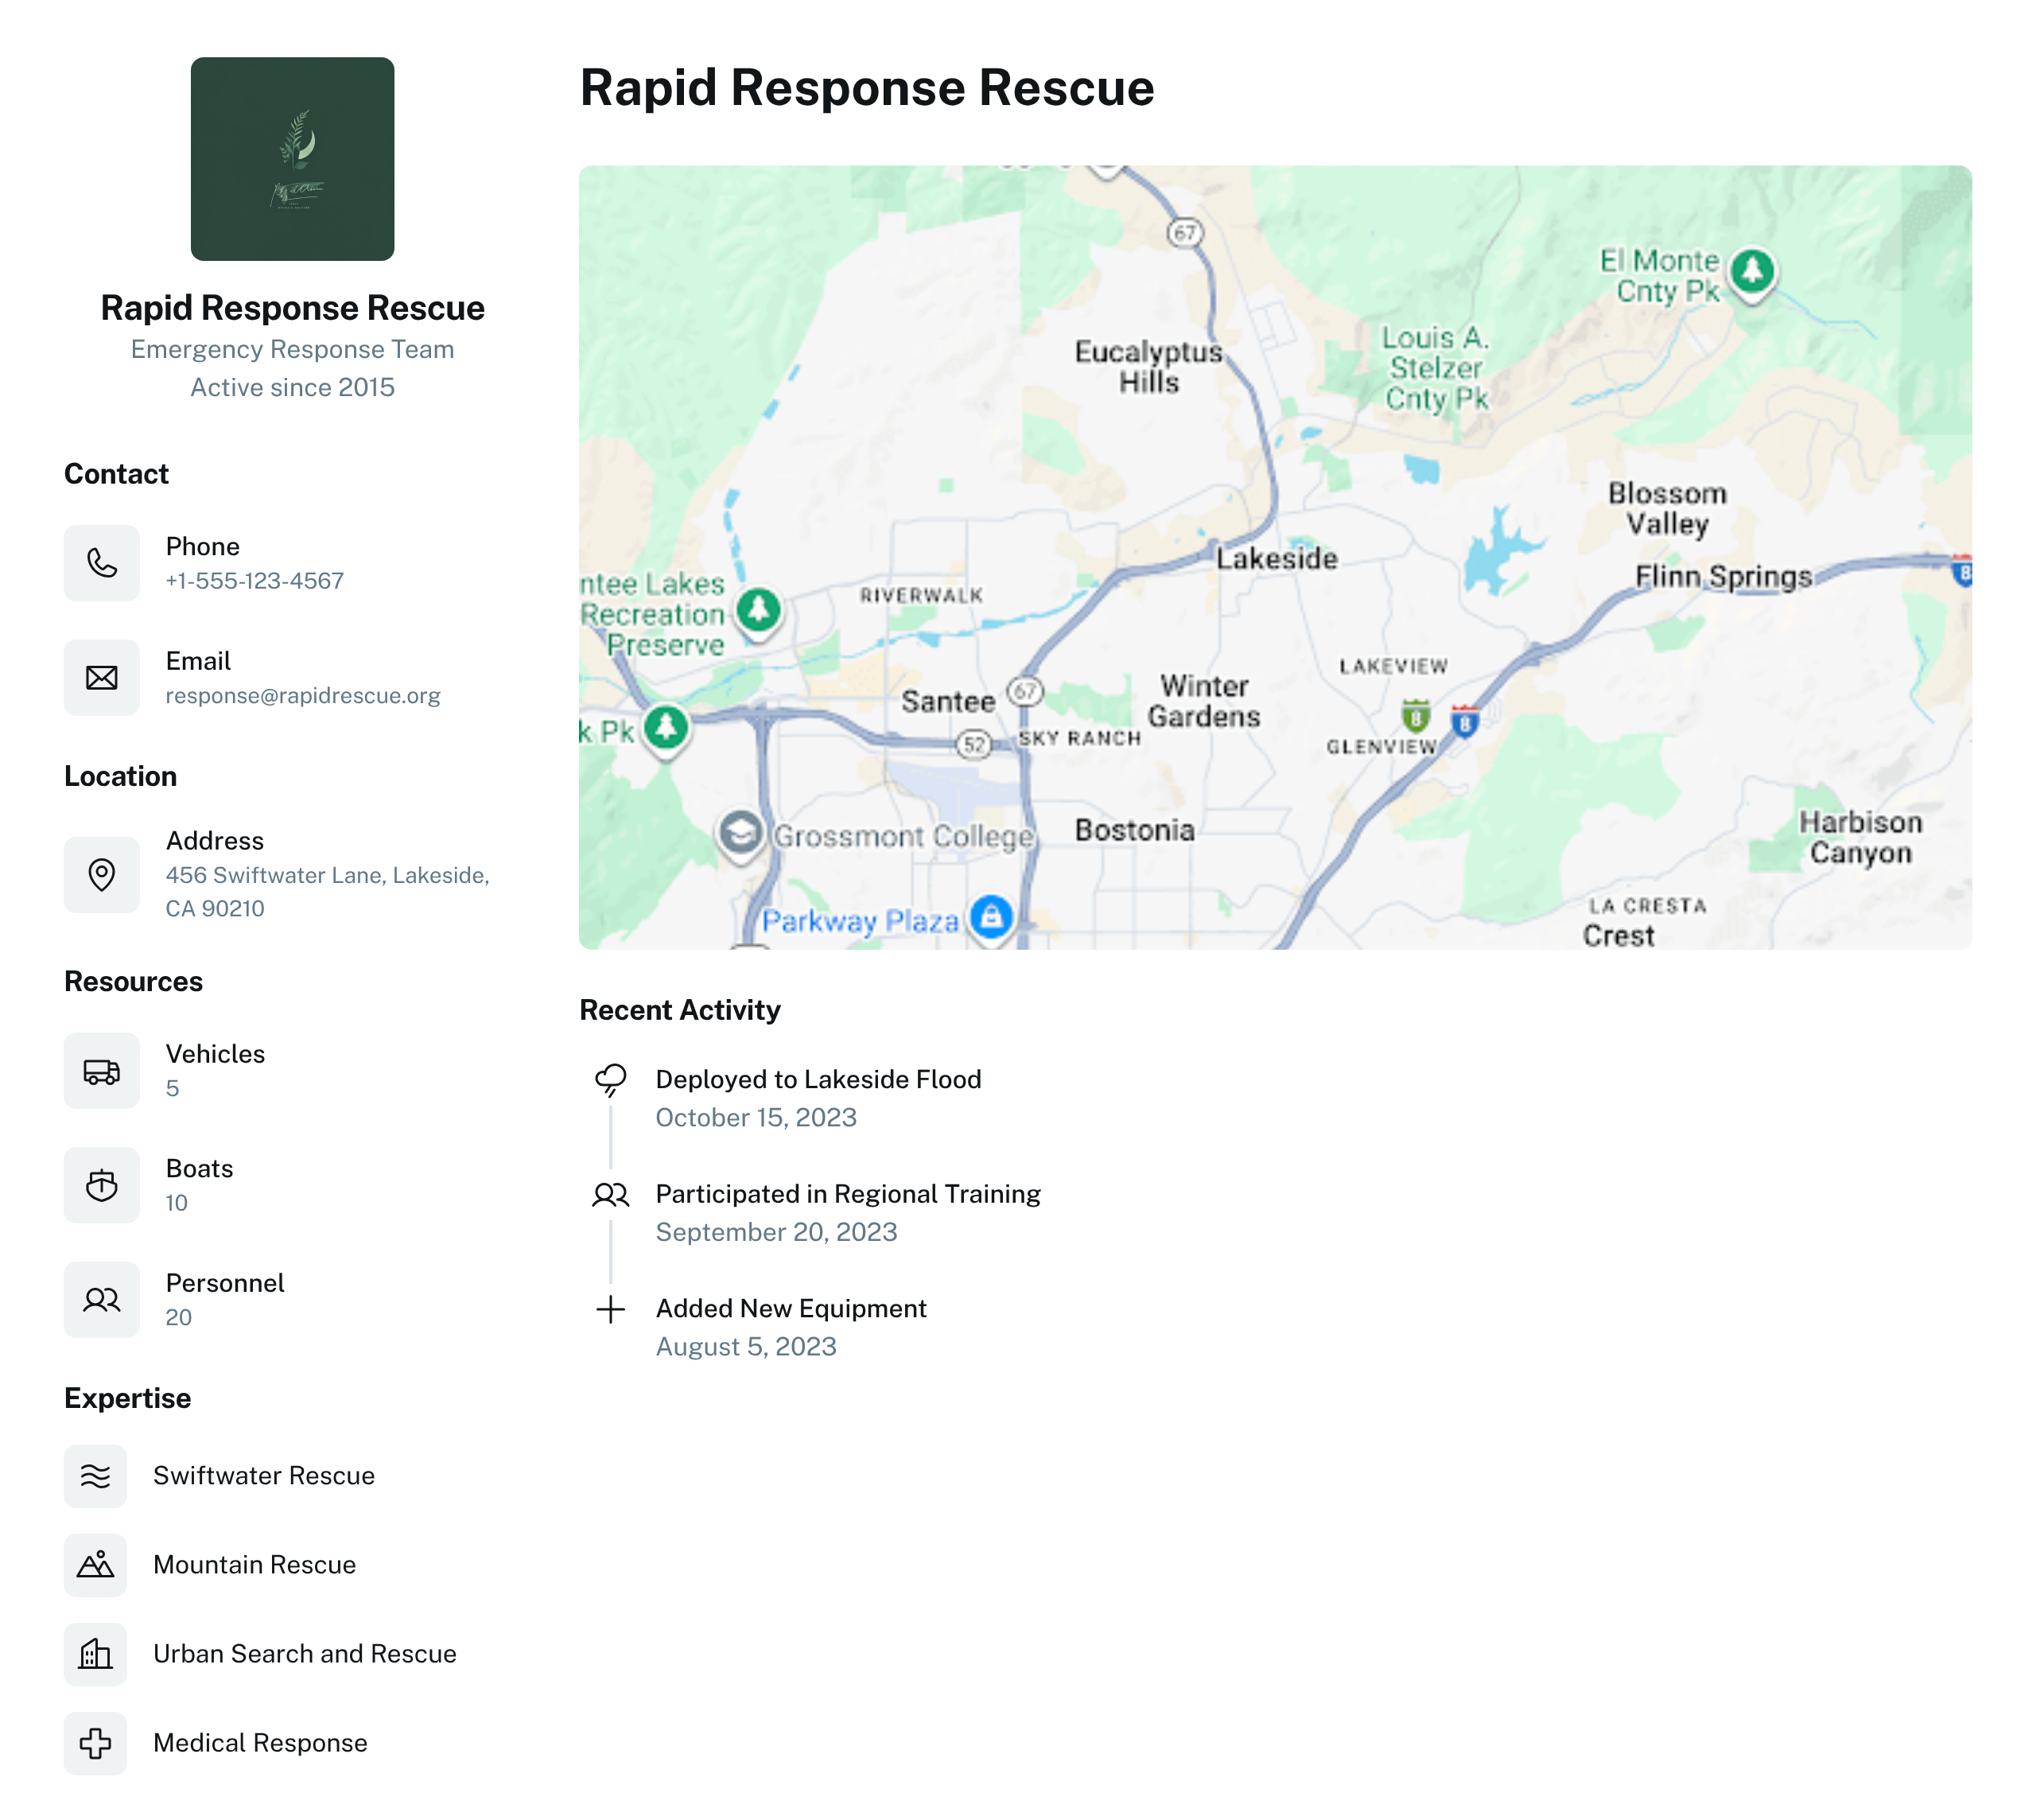 Rapid Response Rescue
Emergency Response Team
Active since 2015
Contact
Phone
+1-555-123-4567
Email
response@rapidrescue.org
Location
Address
456 Swiftwater Lane, Lakeside,
CA 90210
Resources
Vehicles
5
Boats
10
Personnel
20
Expertise
Swiftwater Rescue
Mountain Rescue
Urban Search and Rescue
Medical Response
Rapid Response Rescue
67
El Monte
Cnty Pk
Eucalyptus
Hills
Louis A.
Stelzer
Cnty Pk
Blossom
Valley
Lakeside
Flinn Springs
8
ntee Lakes
Recreation
Preserve
RIVERWALK
LAKEVIEW
Santee
67
Winter
Gardens
k Pk
52
SKY RANCH
8
8
GLENVIEW
Grossmont College
Bostonia
Harbison
Canyon
Parkway Plaza
LA CRESTA
Crest
Recent Activity
Deployed to Lakeside Flood
October 15, 2023
Participated in Regional Training
September 20, 2023
Added New Equipment
August 5, 2023